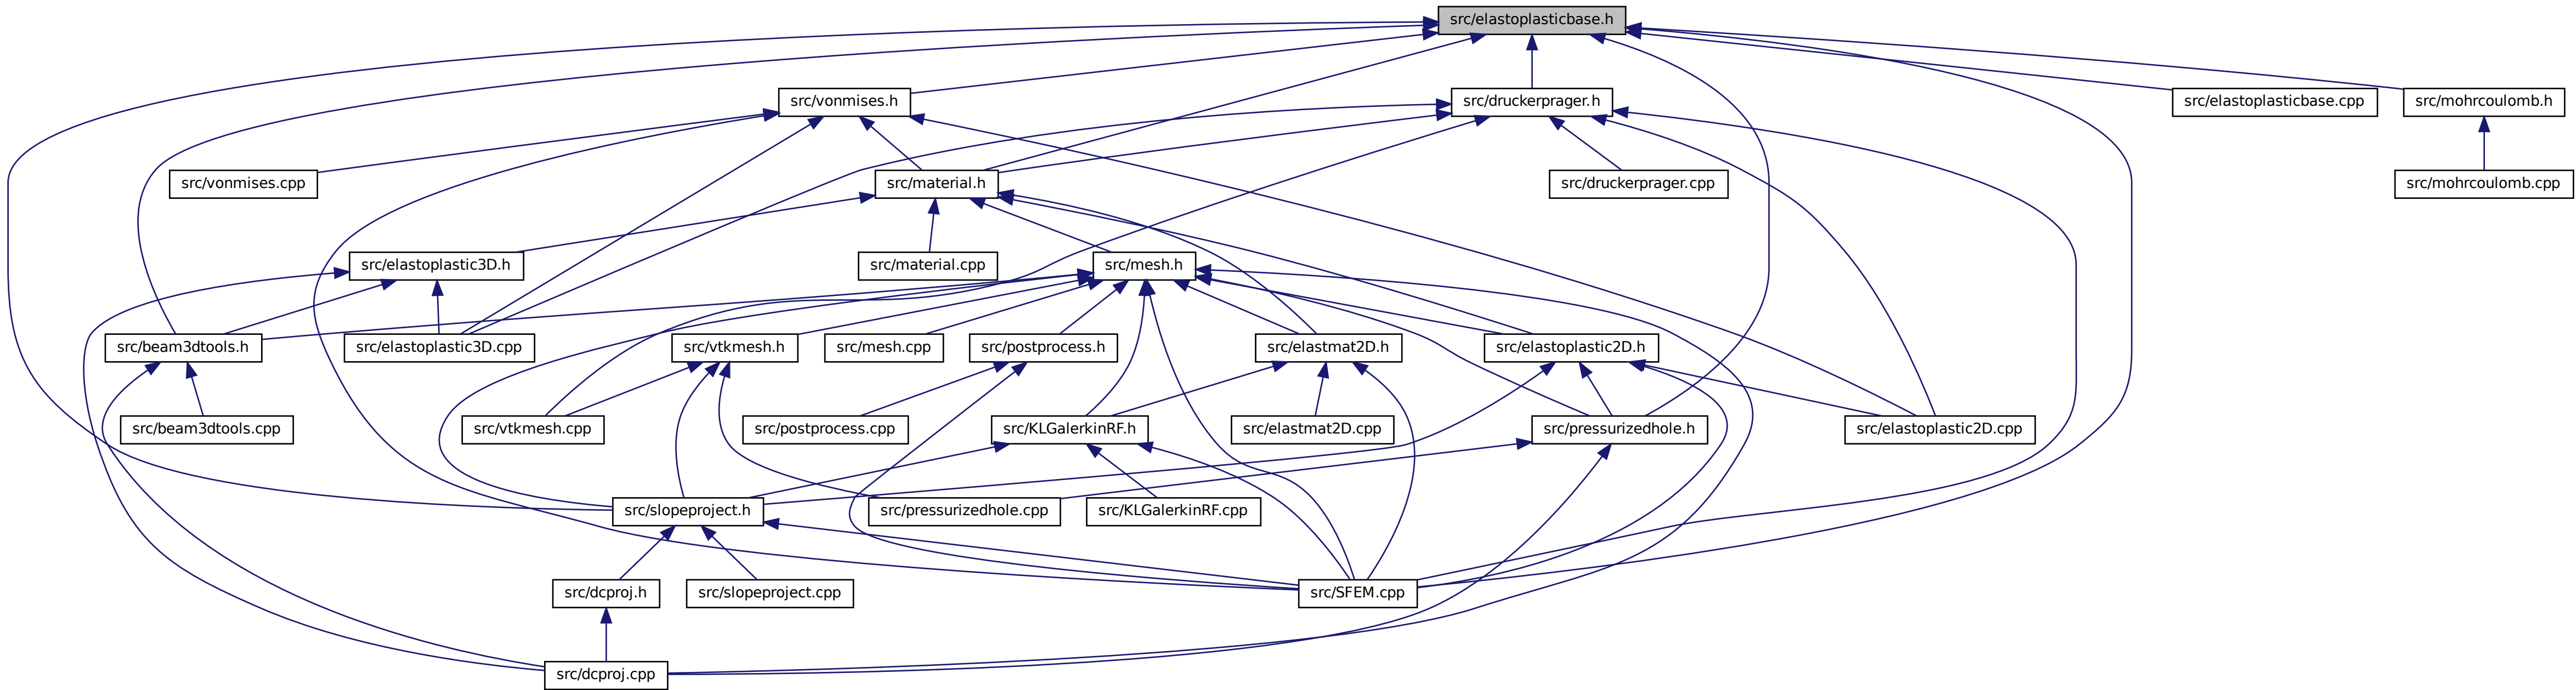 src/elastoplasticbase.h
src/vonmises.h
src/druckerprager.h
src/elastoplasticbase.cpp
src/mohrcoulomb.h
src/vonmises.cpp
src/material.h
src/druckerprager.cpp
src/mohrcoulomb.cpp
src/elastoplastic3D.h
src/material.cpp
src/mesh.h
src/beam3dtools.h
src/elastoplastic3D.cpp
src/vtkmesh.h
src/mesh.cpp
src/postprocess.h
src/elastmat2D.h
src/elastoplastic2D.h
src/beam3dtools.cpp
src/vtkmesh.cpp
src/postprocess.cpp
src/KLGalerkinRF.h
src/elastmat2D.cpp
src/pressurizedhole.h
src/elastoplastic2D.cpp
src/slopeproject.h
src/pressurizedhole.cpp
src/KLGalerkinRF.cpp
src/dcproj.h
src/slopeproject.cpp
src/SFEM.cpp
src/dcproj.cpp